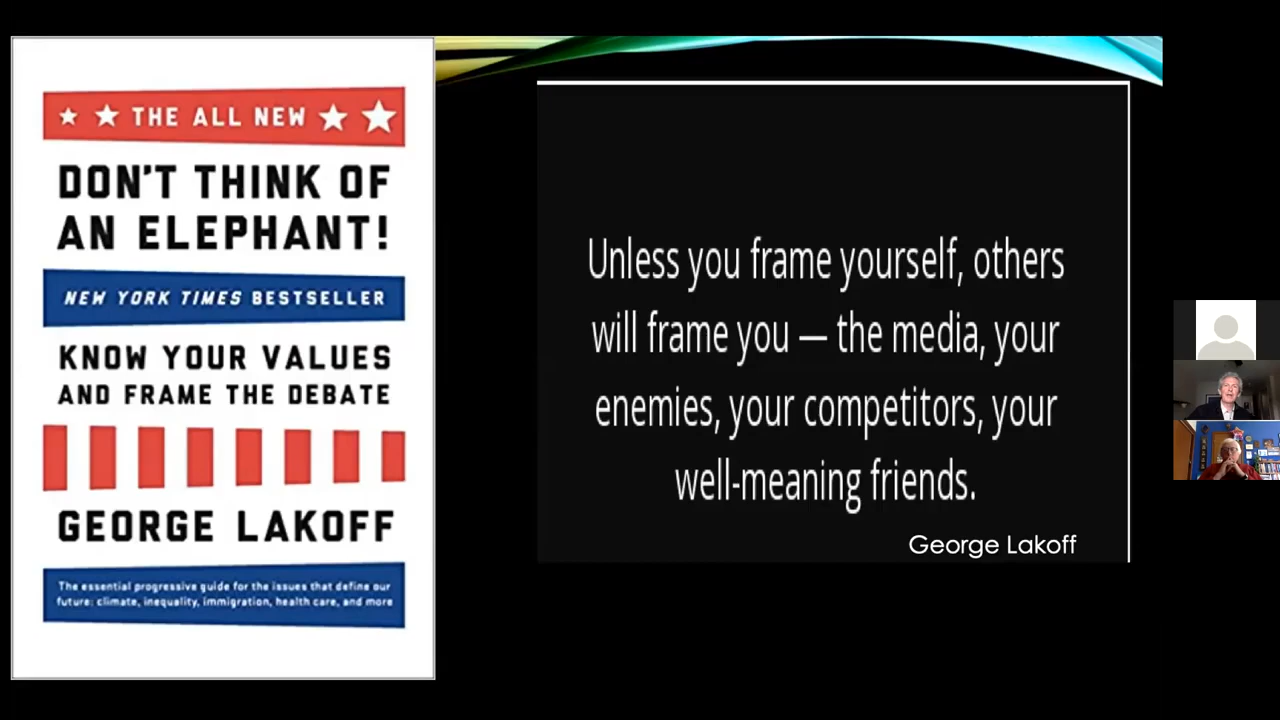 THE ALL NEW
DON'T THINK OF
AN ELEPHANT!
NEW YORK TIMES BESTSELLER
KNOW YOUR VALUES
AND FRAME THE DEBATE
GEORGE LAKOFF
The essential progressive guide for the issues that define our
future: climate, inequality, immigration, health care, and more
Unless you frame yourself, others
will frame you — the media, your
enemies, your competitors, your
well-meaning friends.
George Lakoff